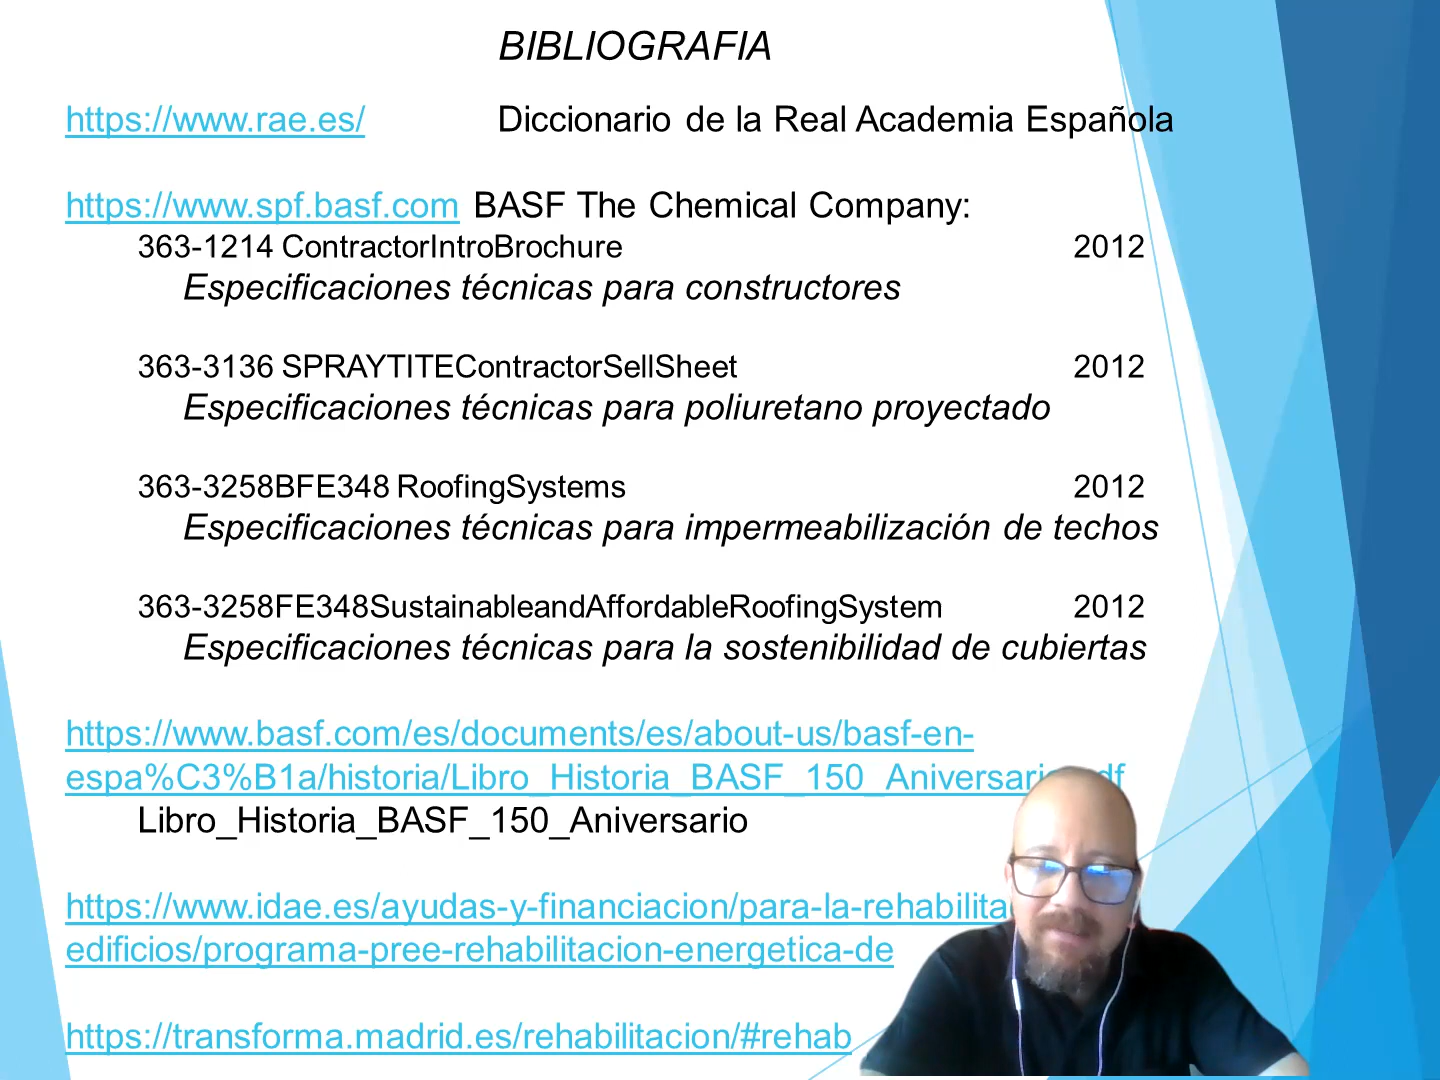 BIBLIOGRAFIA
https://www.rae.es/ Diccionario de la Real Academia Española
https://www.spf.basf.com BASF The Chemical Company:
363-1214 ContractorIntroBrochure 2012
Especificaciones técnicas para constructores
363-3136 SPRAYTITEContractorSellSheet 2012
Especificaciones técnicas para poliuretano proyectado
363-3258BFE348 RoofingSystems 2012
Especificaciones técnicas para impermeabilización de techos
363-3258FE348SustainableandAffordableRoofingSystem 2012
Especificaciones técnicas para la sostenibilidad de cubiertas
https://www.basf.com/es/documents/es/about-us/basf-en-
espa%C3%B1a/historia/Libro_Historia_BASF_150_Aniversari
Libro_Historia_BASF_150_Aniversario
https://www.idae.es/ayudas-y-financiacion/para-la-rehabilita
edificios/programa-pree-rehabilitacion-energetica-de
https://transforma.madrid.es/rehabilitacion/#rehab